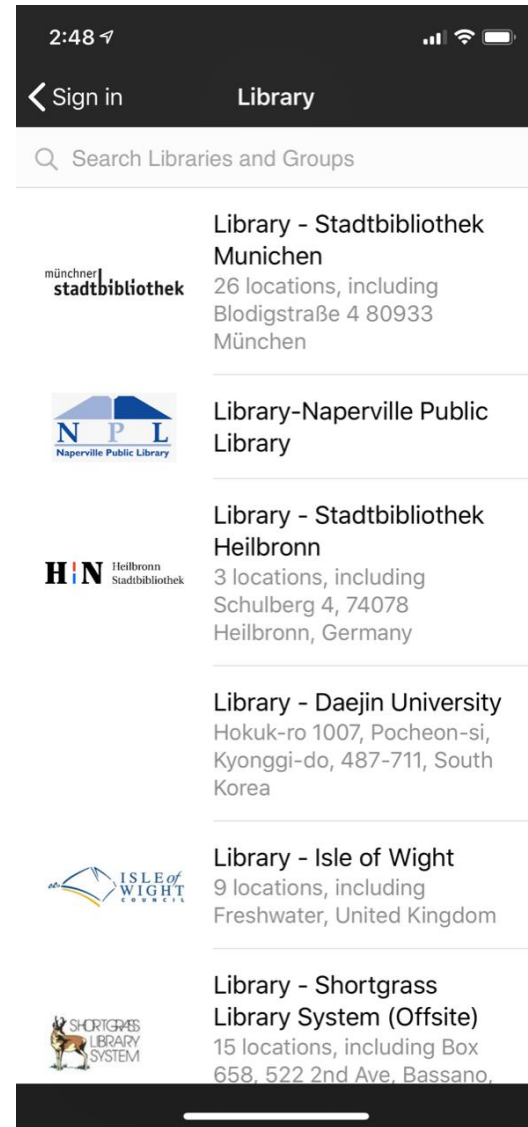 2:48
Sign in
Library
Search Libraries and Groups
münchner
stadtbibliothek
Library - Stadtbibliothek
Munichen
26 locations, including
Blodigstraße 4 80933
München
N P L
Naperville Public Library
Library-Naperville Public
Library
H N Heilbronn
Stadtbibliothek
Library - Stadtbibliothek
Heilbronn
3 locations, including
Schulberg 4, 74078
Heilbronn, Germany
Library - Daejin University
Hokuk-ro 1007, Pocheon-si,
Kyonggi-do, 487-711, South
Korea
ISLE of
WIGHT
COUNCIL
Library - Isle of Wight
9 locations, including
Freshwater, United Kingdom
SHORTGRASS
LIBRARY
SYSTEM
Library - Shortgrass
Library System (Offsite)
15 locations, including Box
658, 522 2nd Ave, Bassano,